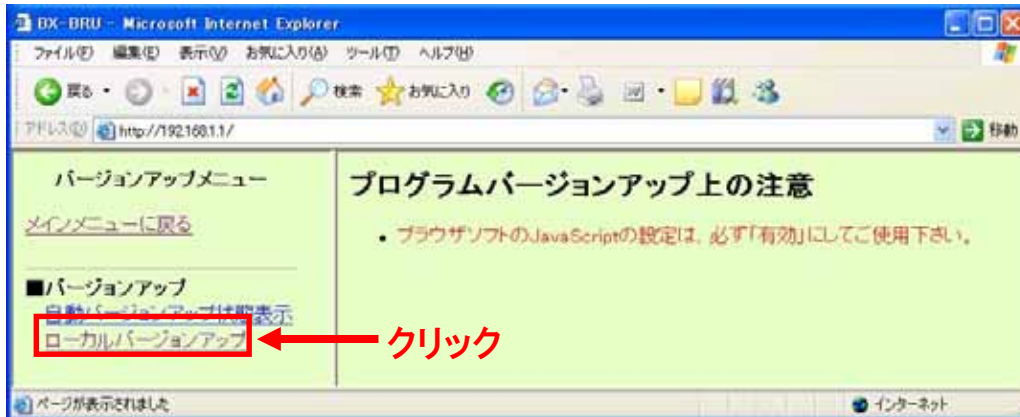 BX-BRU - Microsoft Internet Explorer
ファイル(F) 編集(E) 表示(V) お気に入り(A) ツール(T) ヘルプ(H)
戻る 検索 お気に入り
アドレス(D) http://192.168.1.1/ 移動
バージョンアップメニュー
メインメニューに戻る
■バージョンアップ
自動バージョンアップ状態表示
ローカルバージョンアップ
クリック
プログラムバージョンアップ上の注意
• ブラウザソフトのJavaScriptの設定は、必ず「有効」にしてご使用下さい。
ページが表示されました インターネット